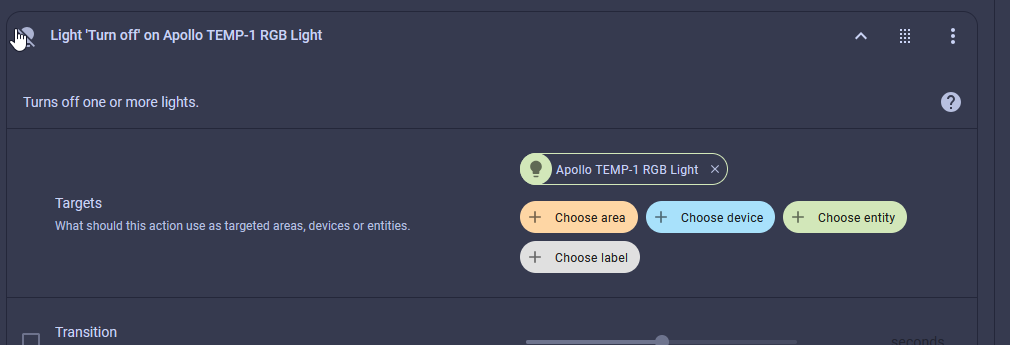 Light 'Turn off' on Apollo TEMP-1 RGB Light
Turns off one or more lights.
Apollo TEMP-1 RGB Light
Targets
What should this action use as targeted areas, devices or entities.
Choose area
Choose device
Choose entity
Choose label
Transition
seconds